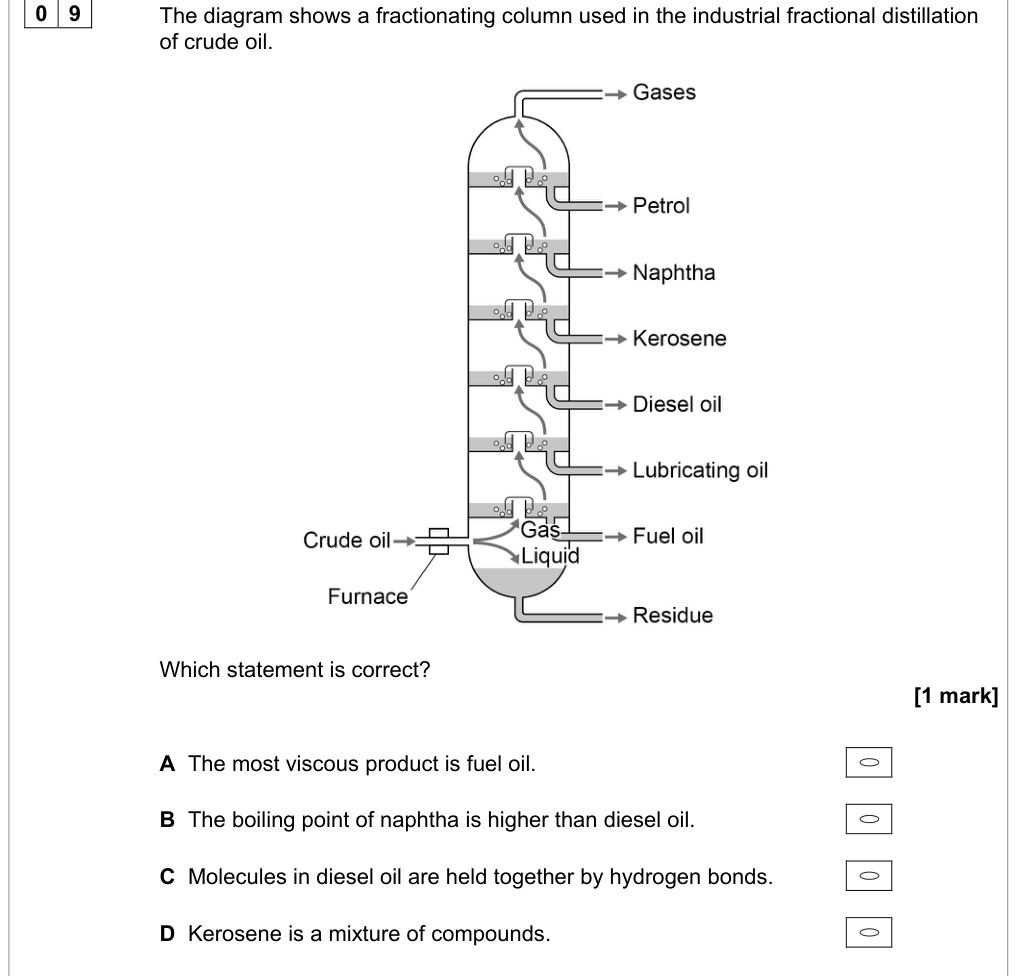 0 9
The diagram shows a fractionating column used in the industrial fractional distillation
of crude oil.
Gases
Petrol
Naphtha
Kerosene
Diesel oil
Lubricating oil
Crude oil
Gas
Fuel oil
Liquid
Furnace
Residue
Which statement is correct?
[1 mark]
A The most viscous product is fuel oil.
B The boiling point of naphtha is higher than diesel oil.
C Molecules in diesel oil are held together by hydrogen bonds.
D Kerosene is a mixture of compounds.